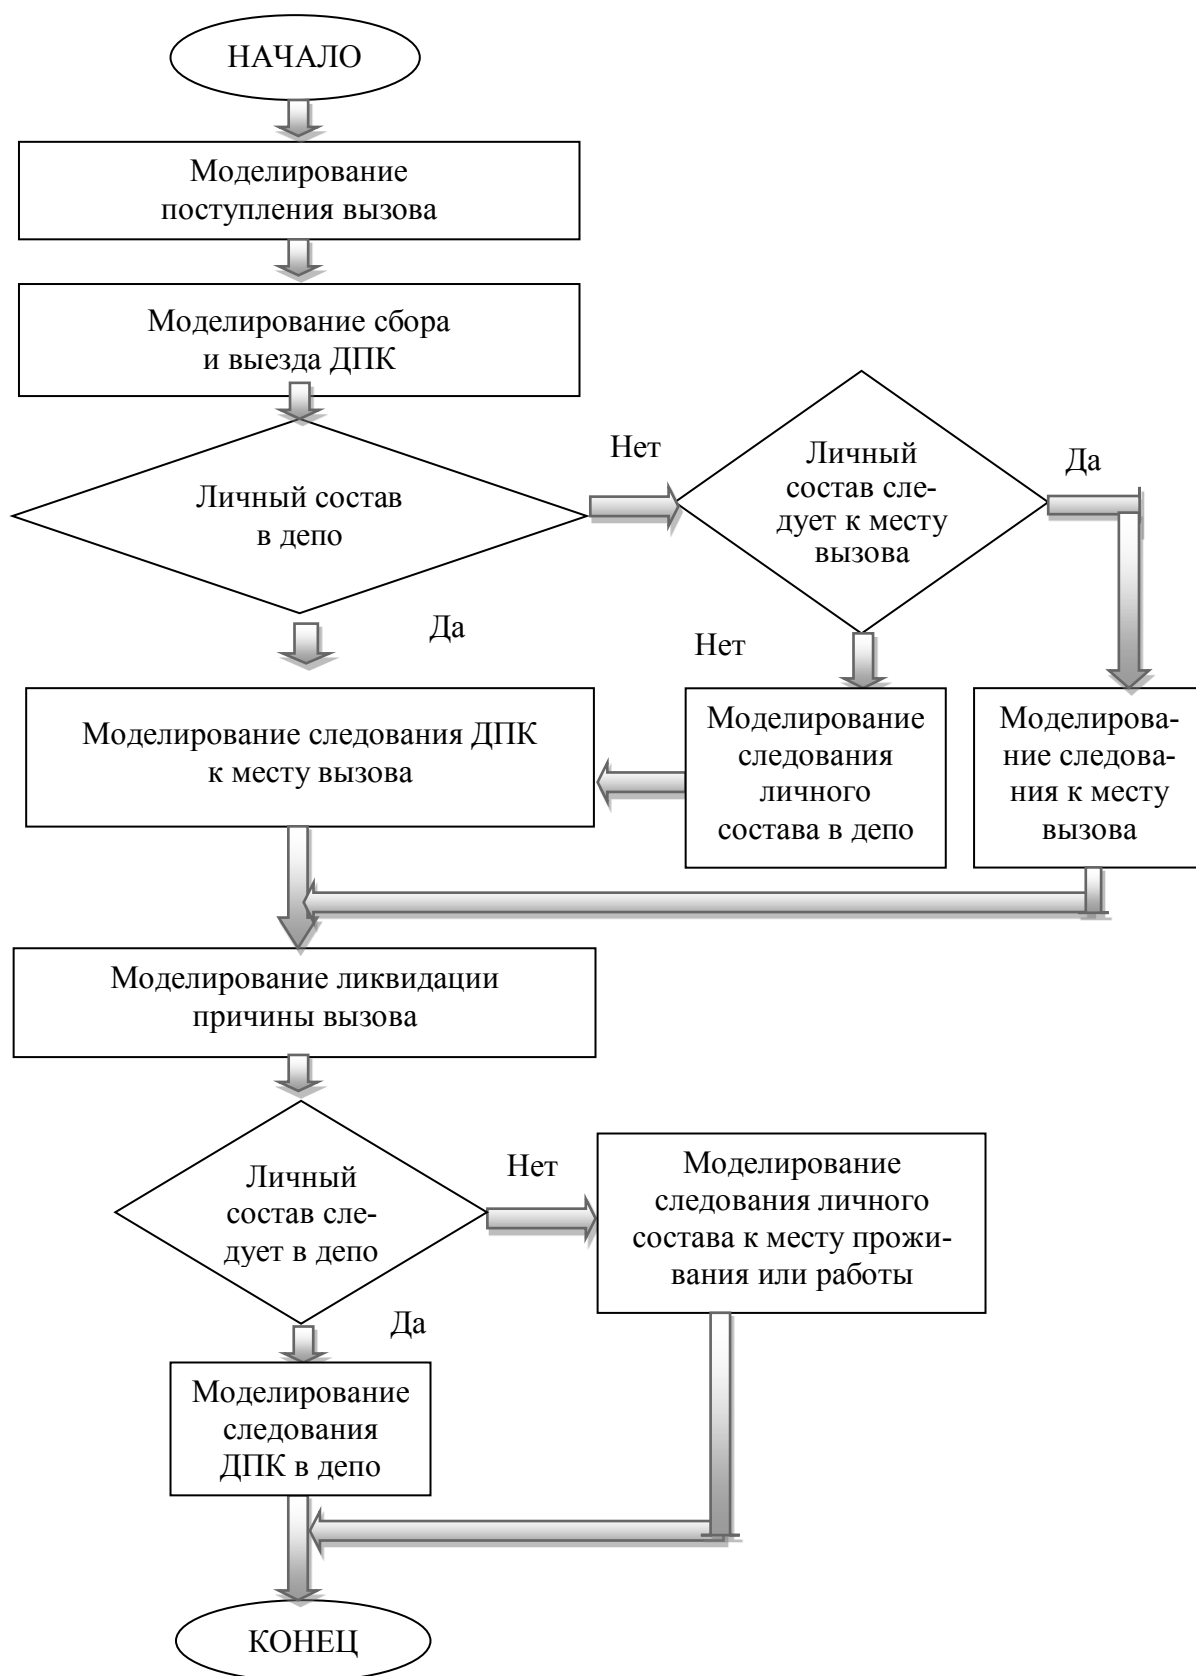 НАЧАЛО
Моделирование
поступления вызова
Моделирование сбора
и выезда ДПК
Личный состав
в депо
Нет
Личный
состав сле-
дует к месту
вызова
Да
Да
Нет
Моделирование следования ДПК
к месту вызова
Моделирование
следования
личного
состава в депо
Моделирова-
ние следова-
ния к месту
вызова
Моделирование ликвидации
причины вызова
Личный
состав сле-
дует в депо
Нет
Моделирование
следования личного
состава к месту прожи-
вания или работы
Да
Моделирование
следования
ДПК в депо
КОНЕЦ